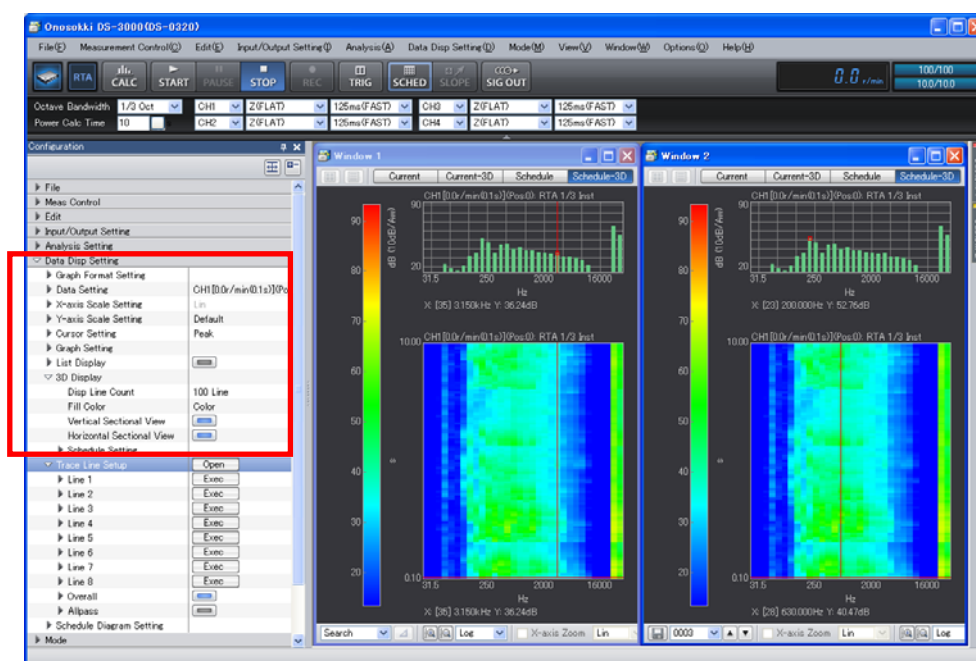 Onosokki DS-3000(DS-0320)
File(F) Measurement Control(C) Edit(E) Input/Output Setting(I) Analysis(A) Data Disp Setting(D) Mode(M) View(V) Window(W) Options(O) Help(H)
RTA CALC START PAUSE STOP REC TRIG SCHED SLOPE SIG OUT 0.0 r/min 100/100
10.0/10.0
Octave Bandwidth 1/3 Oct CH1 Z(FLAT) 125ms(FAST) CH3 Z(FLAT) 125ms(FAST)
Power Calc Time 10 CH2 Z(FLAT) 125ms(FAST) CH4 Z(FLAT) 125ms(FAST)
Configuration
File
Meas Control
Edit
Input/Output Setting
Analysis Setting
Data Disp Setting
Graph Format Setting
Data Setting CH1[0.0r/min(0.1s)](Po
X-axis Scale Setting Lin
Y-axis Scale Setting Default
Cursor Setting Peak
Graph Setting
List Display
3D Display
Disp Line Count 100 Line
Fill Color Color
Vertical Sectional View
Horizontal Sectional View
Schedule Setting
Trace Line Setup Open
Line 1 Exec
Line 2 Exec
Line 3 Exec
Line 4 Exec
Line 5 Exec
Line 6 Exec
Line 7 Exec
Line 8 Exec
Overall
Allpass
Schedule Diagram Setting
Mode
Window 1
Current Current-3D Schedule Schedule-3D
CH1[0.0r/min(0.1s)](Pos:0): RTA 1/3 Inst
90
90
80
70
60
50
40
30
20
dB (10dB/Aw)
20
31.5 250 2000 16000
Hz
X: [35] 3.150kHz Y: 36.24dB
CH1[0.0r/min(0.1s)](Pos:0): RTA 1/3 Inst
10.00
s
0.10
31.5 250 2000 16000
Hz
X: [35] 3.150kHz Y: 36.24dB
Search Log X-axis Zoom Lin
Window 2
Current Current-3D Schedule Schedule-3D
CH1[0.0r/min(0.1s)](Pos:0): RTA 1/3 Inst
90
90
80
70
60
50
40
30
20
dB (10dB/Aw)
20
31.5 250 2000 16000
Hz
X: [23] 200.000Hz Y: 52.76dB
CH1[0.0r/min(0.1s)](Pos:0): RTA 1/3 Inst
10.00
s
0.10
31.5 250 2000 16000
Hz
X: [28] 630.000Hz Y: 40.47dB
0003 X-axis Zoom Lin Log